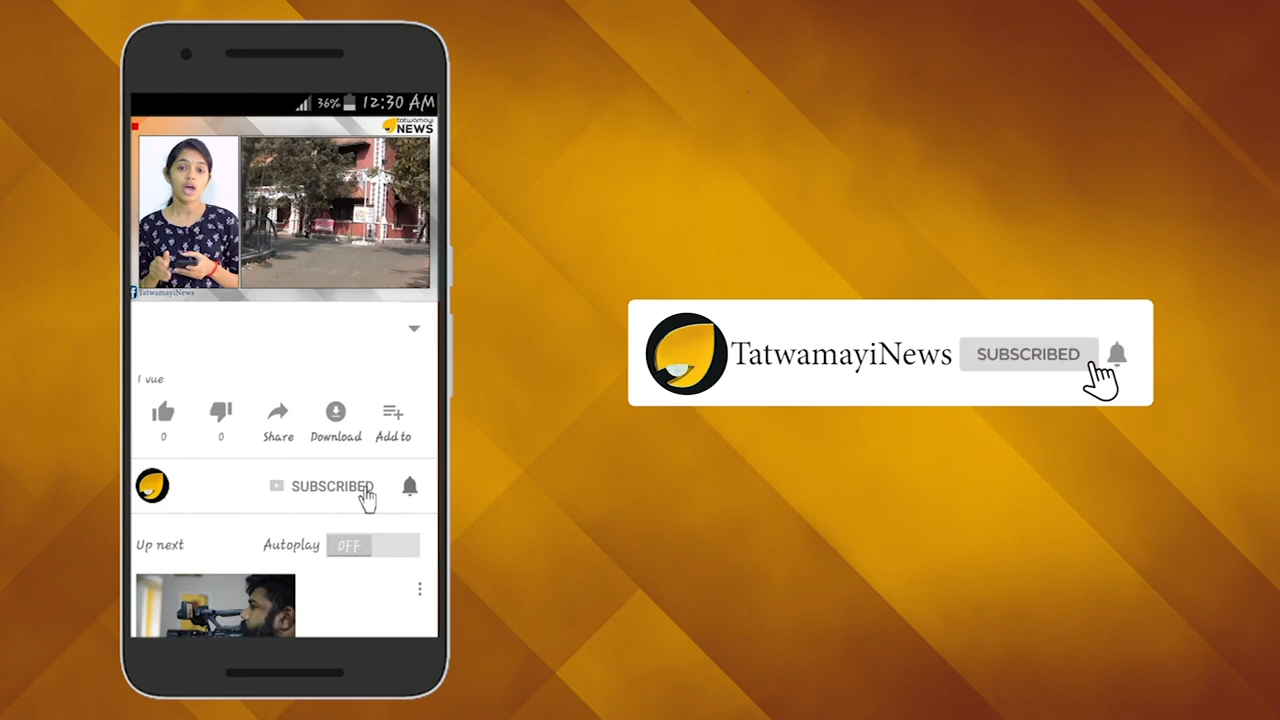 36% 12:30 AM
tatwamayi
NEWS
TatwamayiNews
1 vue
0 0 Share Download Add to
SUBSCRIBED
Up next Autoplay OFF
TatwamayiNews SUBSCRIBED